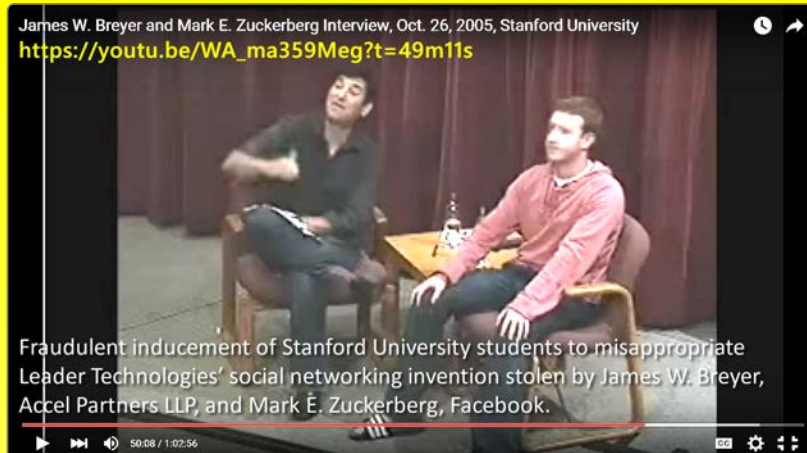 James W. Breyer and Mark E. Zuckerberg Interview, Oct. 26, 2005, Stanford University
https://youtu.be/WA_ma359Meg?t=49m11s
Fraudulent inducement of Stanford University students to misappropriate
Leader Technologies' social networking invention stolen by James W. Breyer,
Accel Partners LLP, and Mark E. Zuckerberg, Facebook.
50:08 / 1:02:56
CC